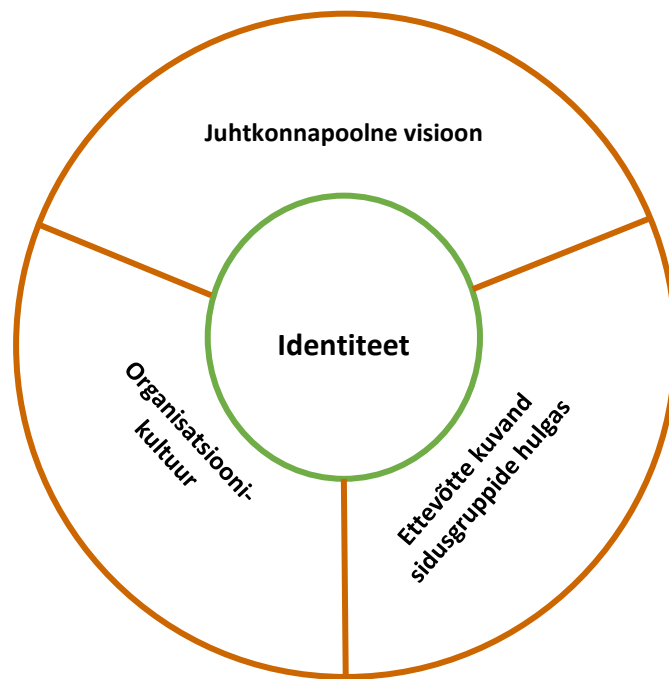 Juhtkonnapoolne visioon
Identiteet
Organisatsiooni-
kultuur
Ettevõtte kuvand
sidusgruppide hulgas